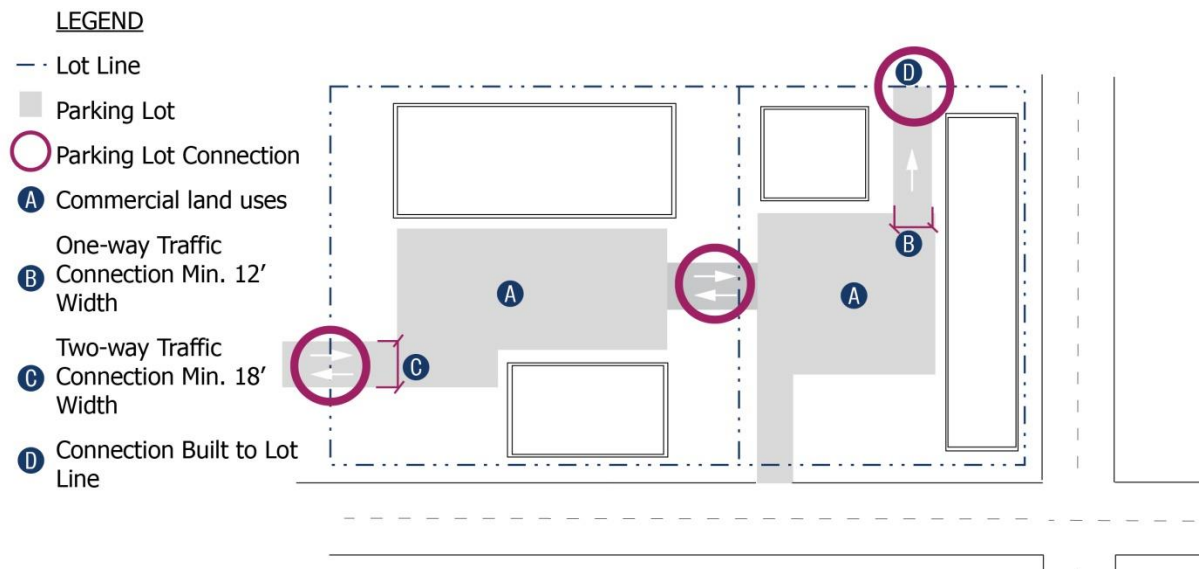 LEGEND
Lot Line
Parking Lot
Parking Lot Connection
A Commercial land uses
One-way Traffic
B Connection Min. 12’
Width
Two-way Traffic
C Connection Min. 18’
Width
D Connection Built to Lot
Line
D
B
A
A
C